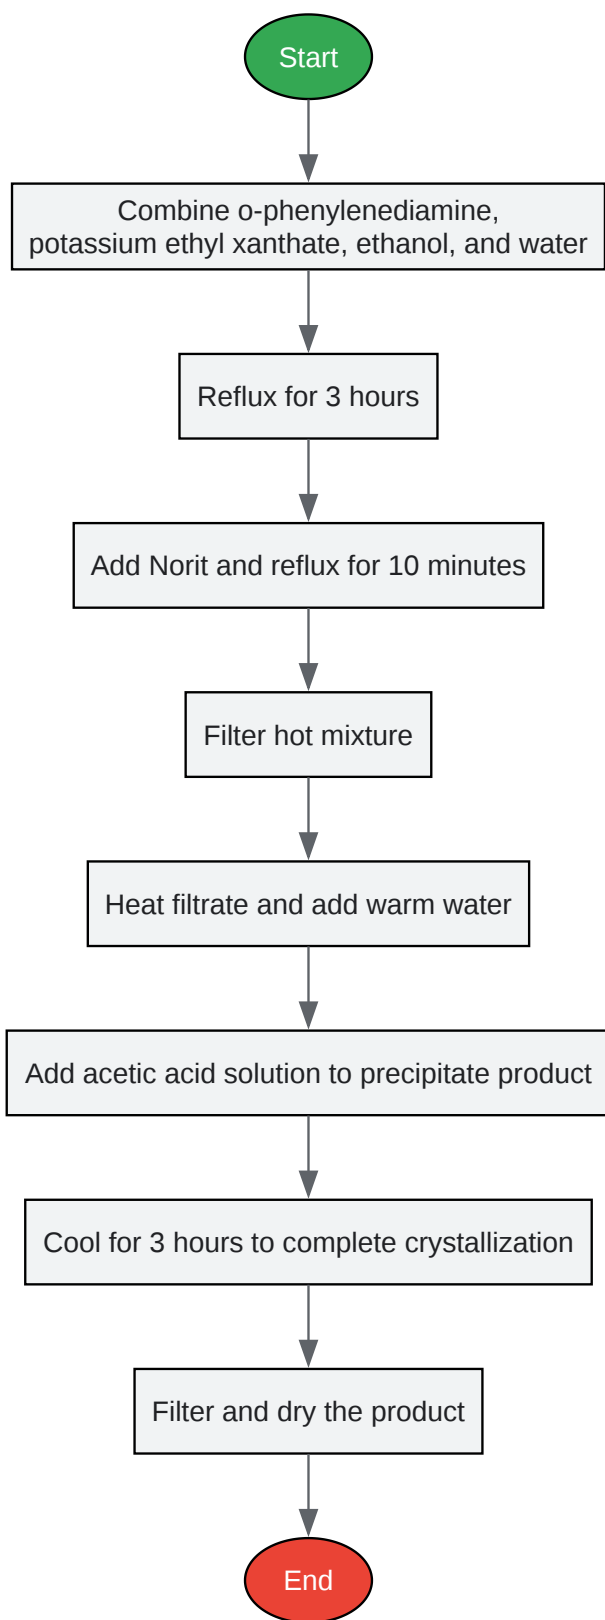 Start
Combine o-phenylenediamine,
potassium ethyl xanthate, ethanol, and water
Reflux for 3 hours
Add Norit and reflux for 10 minutes
Filter hot mixture
Heat filtrate and add warm water
Add acetic acid solution to precipitate product
Cool for 3 hours to complete crystallization
Filter and dry the product
End